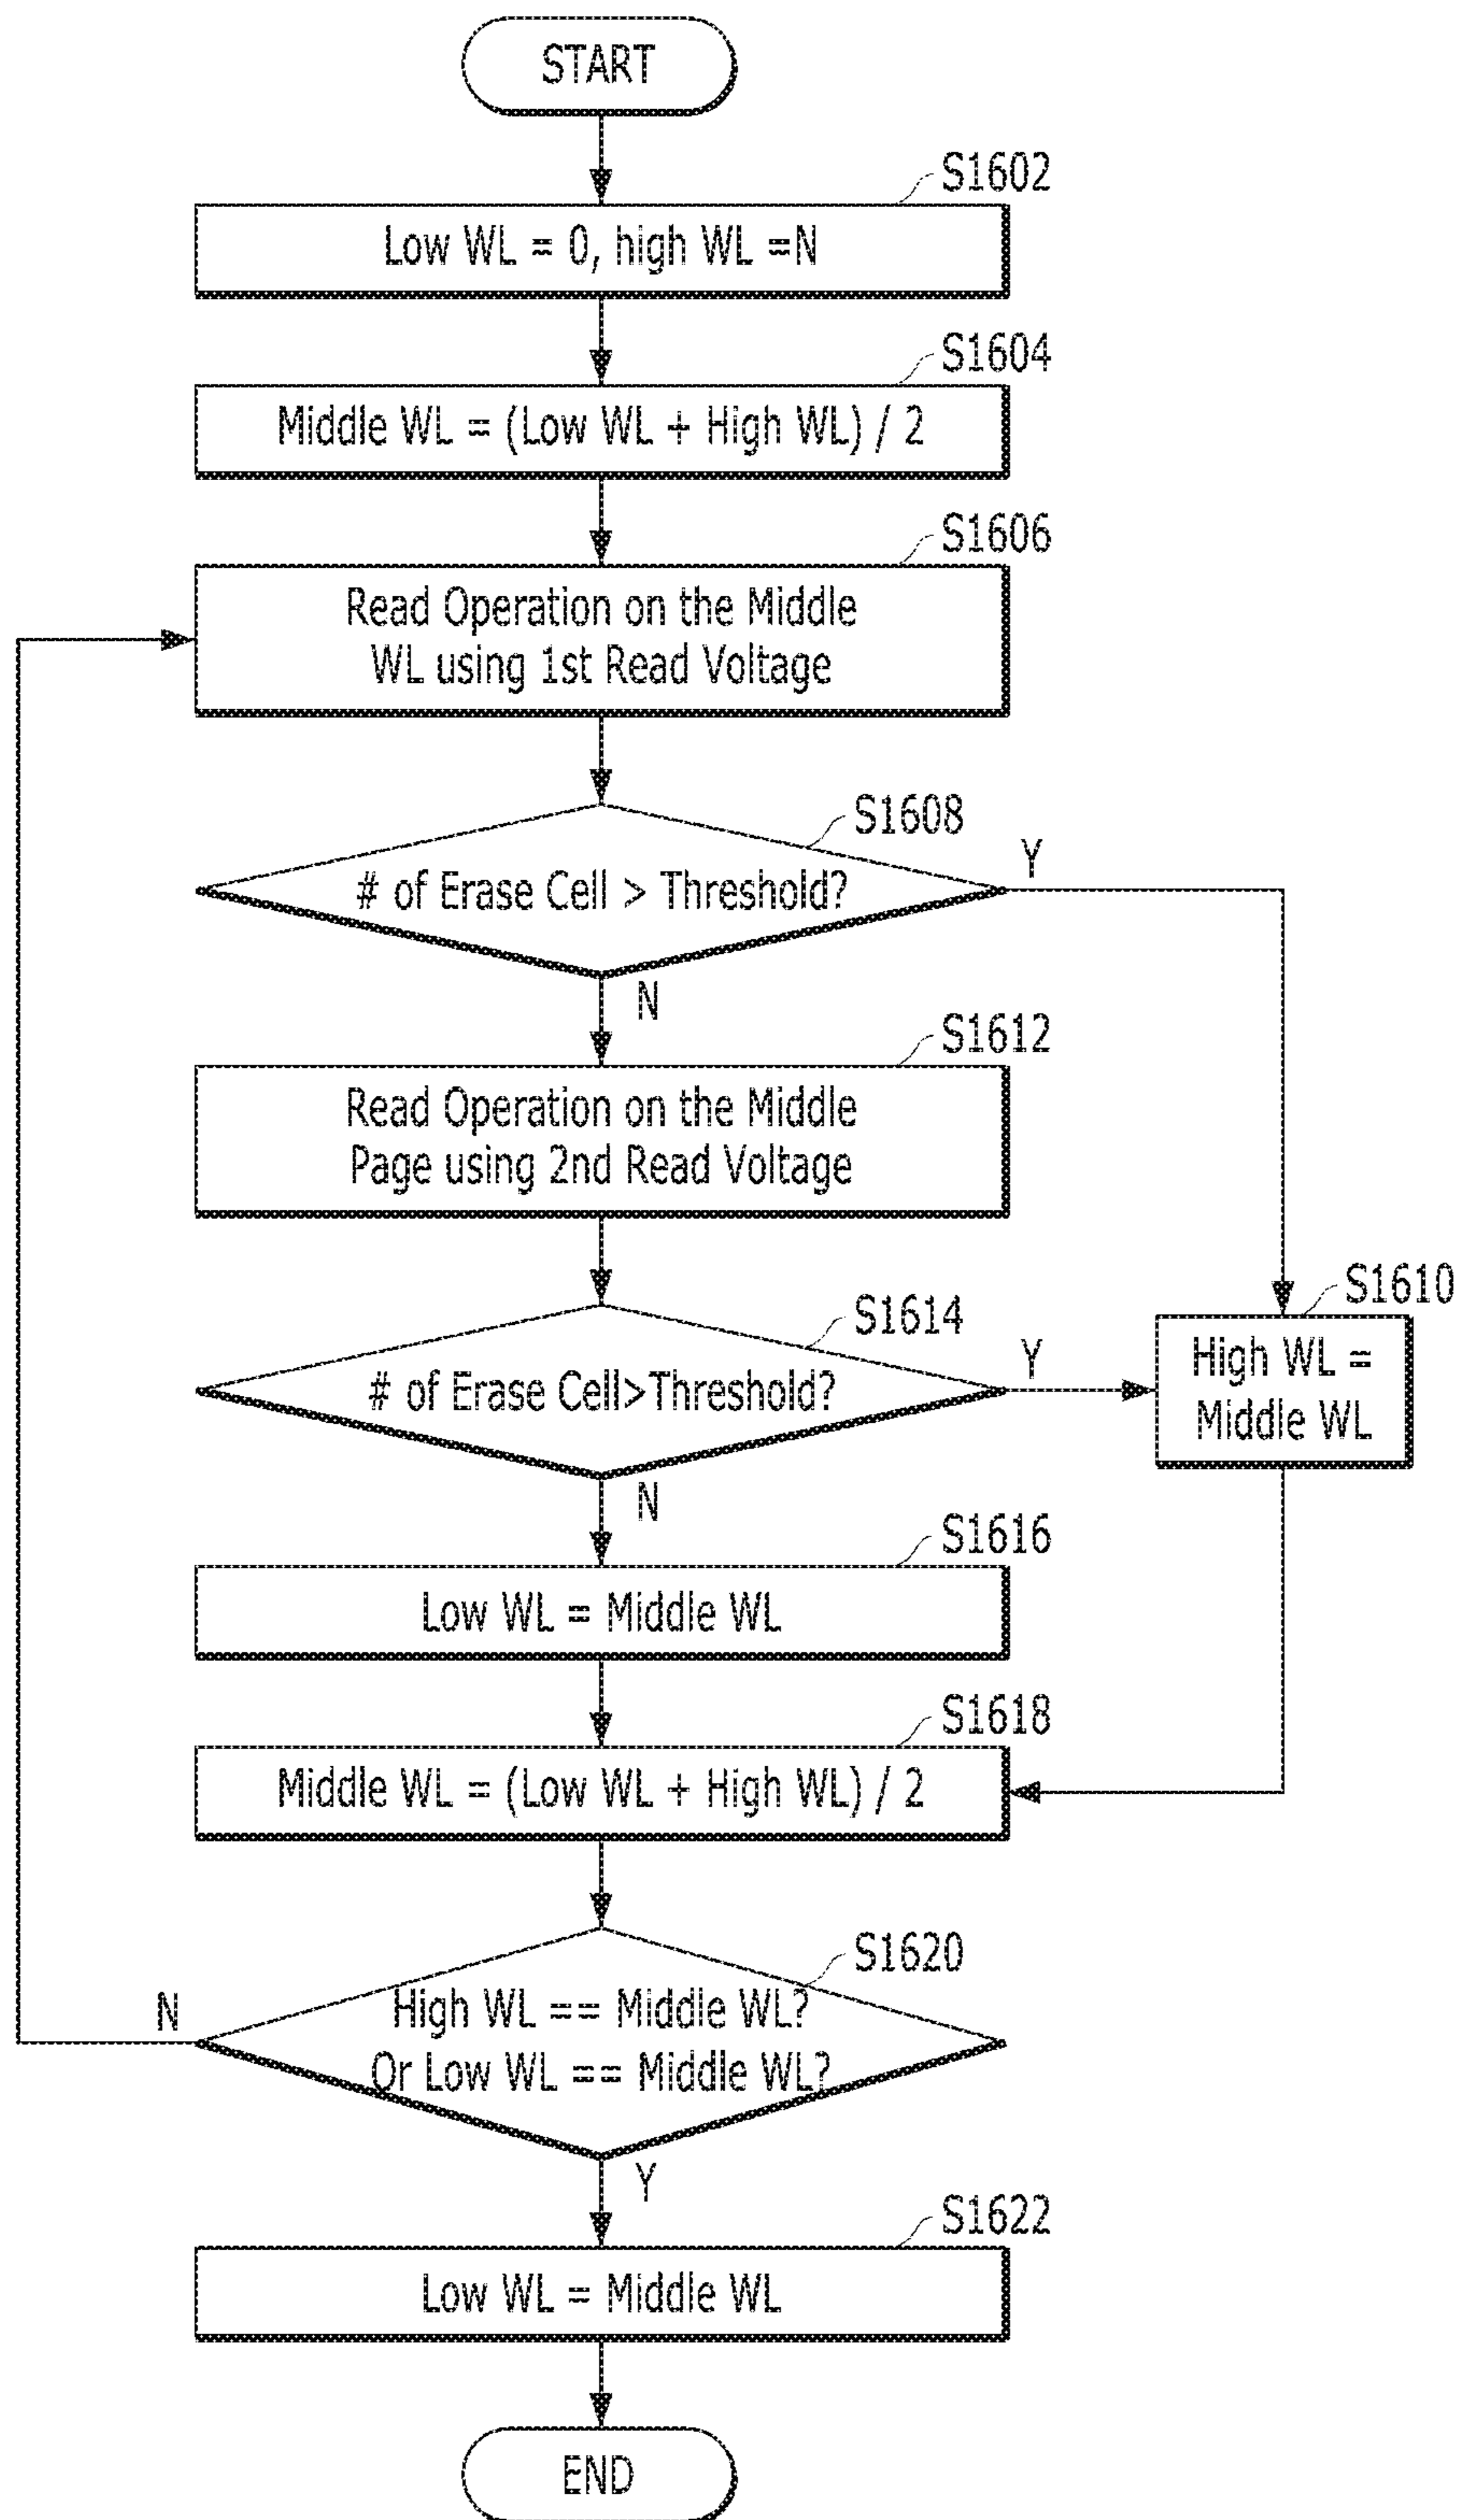 START
S1602
Low WL = 0, high WL =N
S1604
Middle WL = (Low WL + High WL) / 2
S1606
Read Operation on the Middle
WL using 1st Read Voltage
S1608
# of Erase Cell > Threshold?
Y
N
S1612
Read Operation on the Middle
Page using 2nd Read Voltage
S1614
# of Erase Cell>Threshold?
Y
S1610
High WL =
Middle WL
N
S1616
Low WL = Middle WL
S1618
Middle WL = (Low WL + High WL) / 2
S1620
High WL == Middle WL?
Or Low WL == Middle WL?
N
Y
S1622
Low WL = Middle WL
END